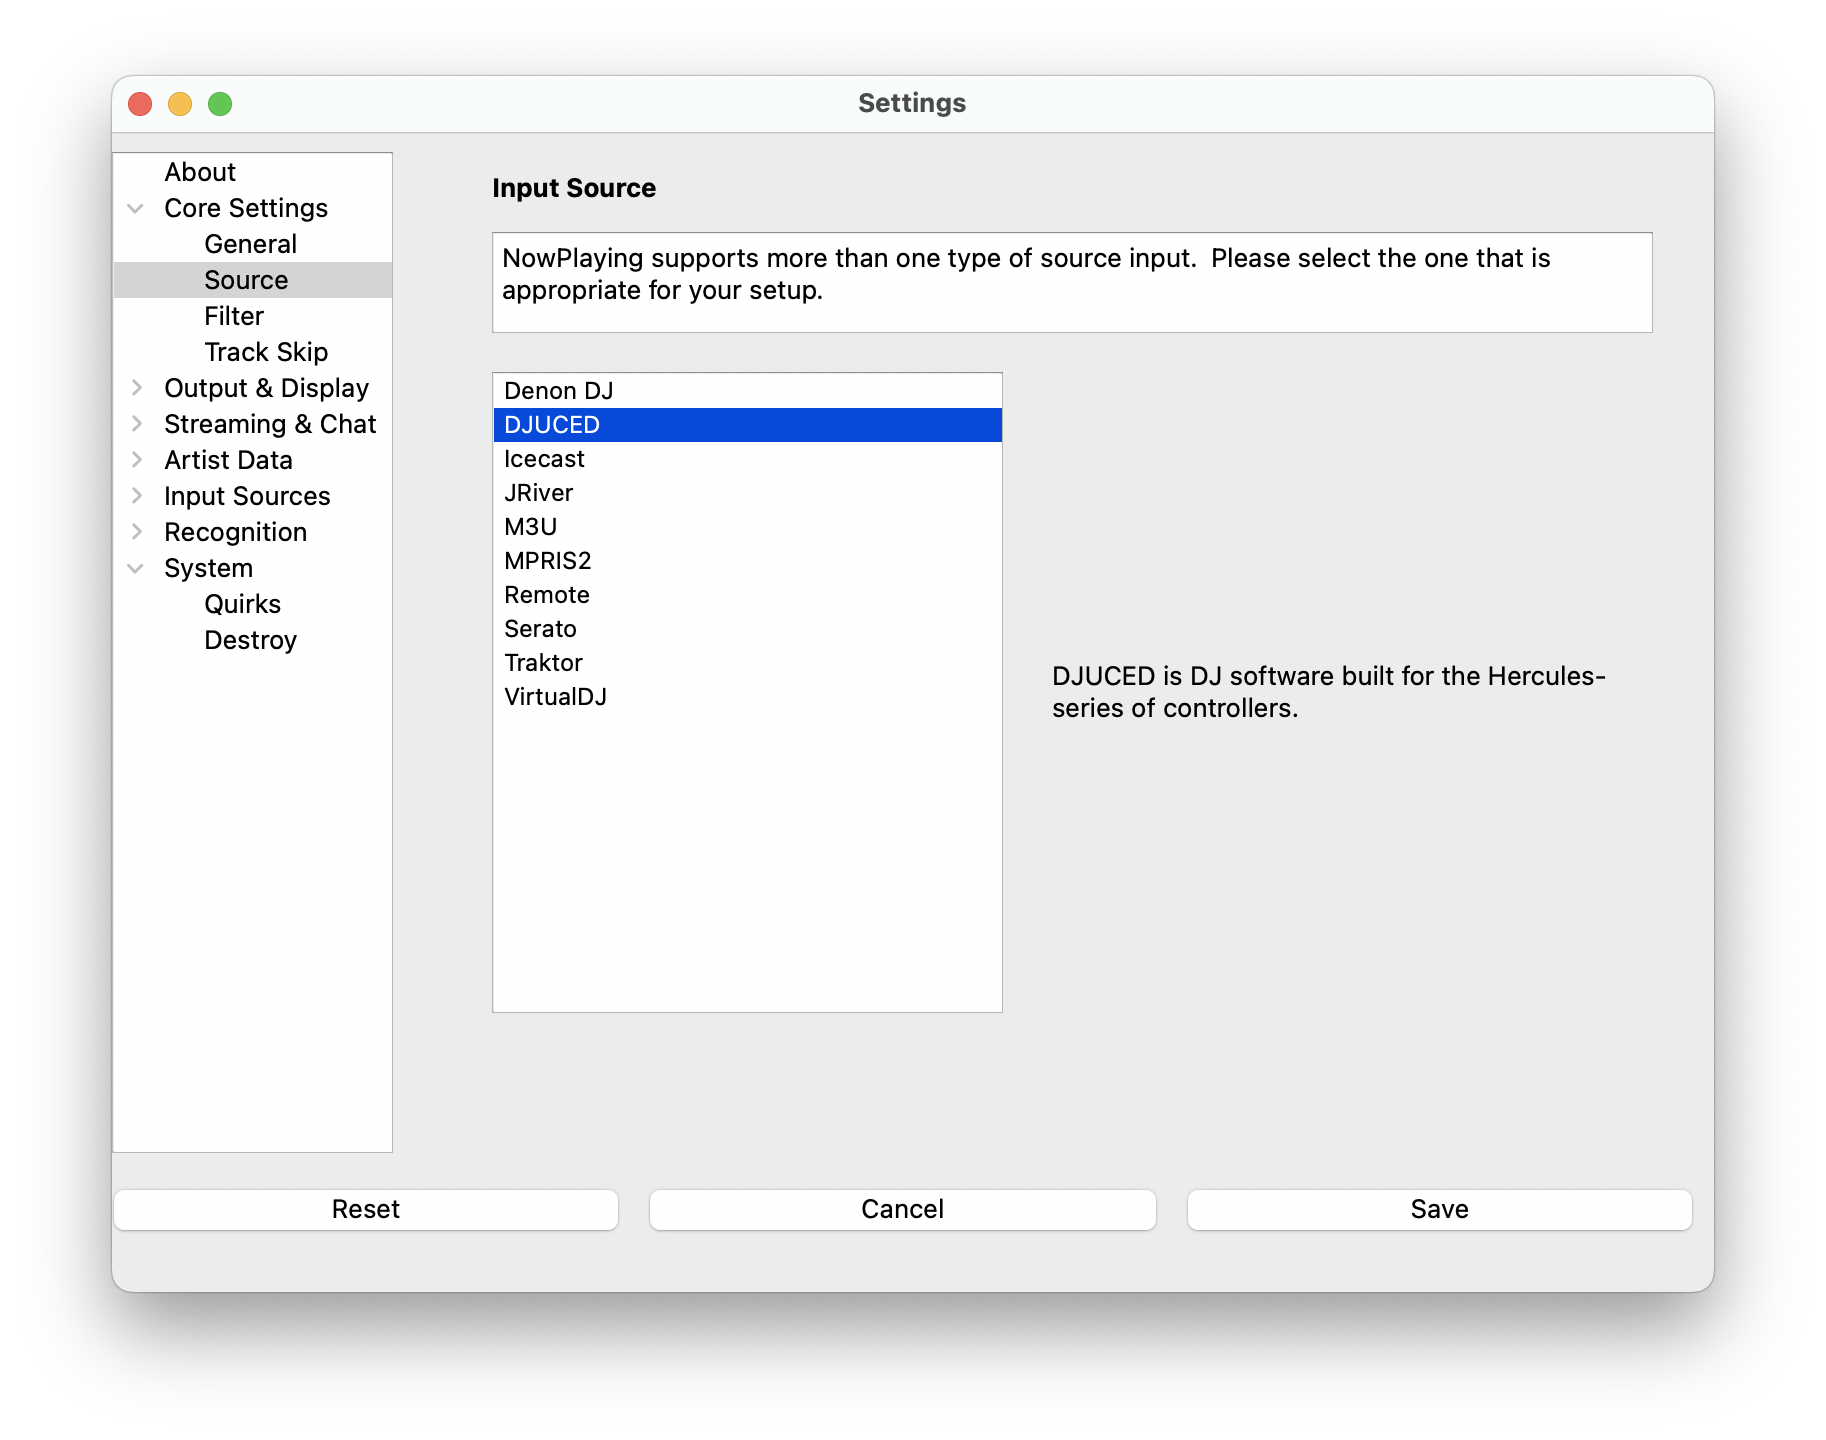 Settings
About
Core Settings
General
Source
Filter
Track Skip
Output & Display
Streaming & Chat
Artist Data
Input Sources
Recognition
System
Quirks
Destroy
Input Source
NowPlaying supports more than one type of source input.  Please select the one that is
appropriate for your setup.
Denon DJ
DJUCED
Icecast
JRiver
M3U
MPRIS2
Remote
Serato
Traktor
VirtualDJ
DJUCED is DJ software built for the Hercules-
series of controllers.
Reset
Cancel
Save